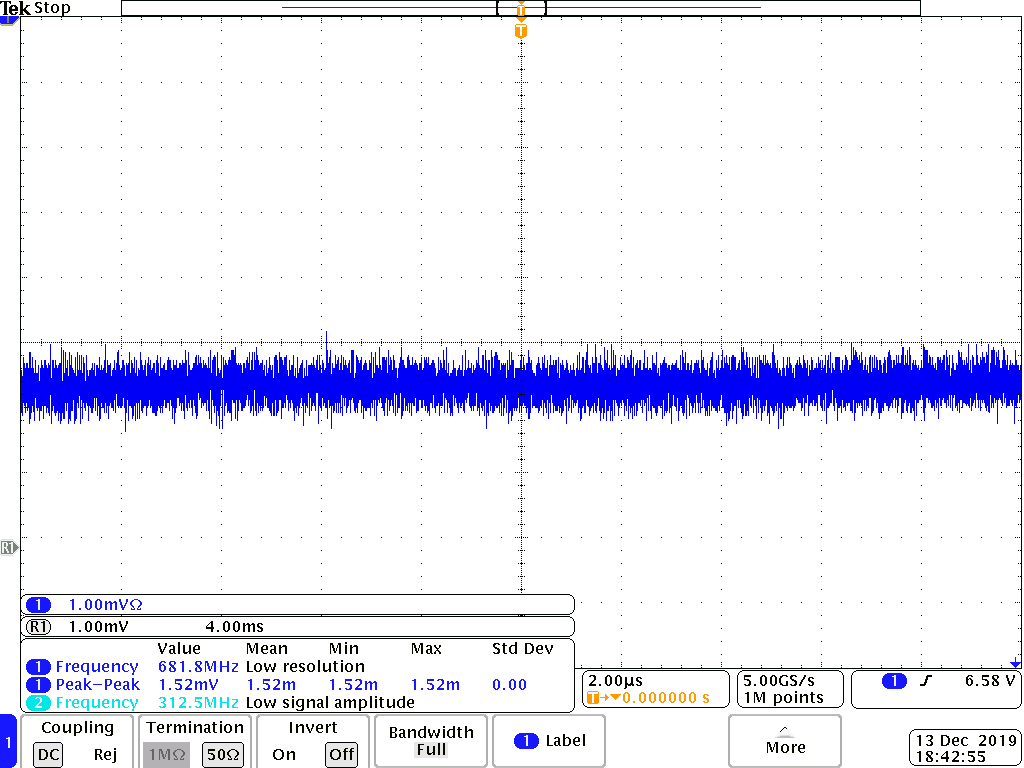 Tek Stop
T
T
1
R1
1 1.00mVΩ
R1 1.00mV 4.00ms
Value Mean Min Max Std Dev
1 Frequency 681.8MHz Low resolution
1 Peak−Peak 1.52mV 1.52m 1.52m 1.52m 0.00
2 Frequency 312.5MHz Low signal amplitude
2.00µs
T→▼0.000000 s
5.00GS/s
1M points
1 6.58 V
1
Coupling
DC Rej
Termination
1MΩ 50Ω
Invert
On Off
Bandwidth
Full
1 Label
More
13 Dec 2019
18:42:55